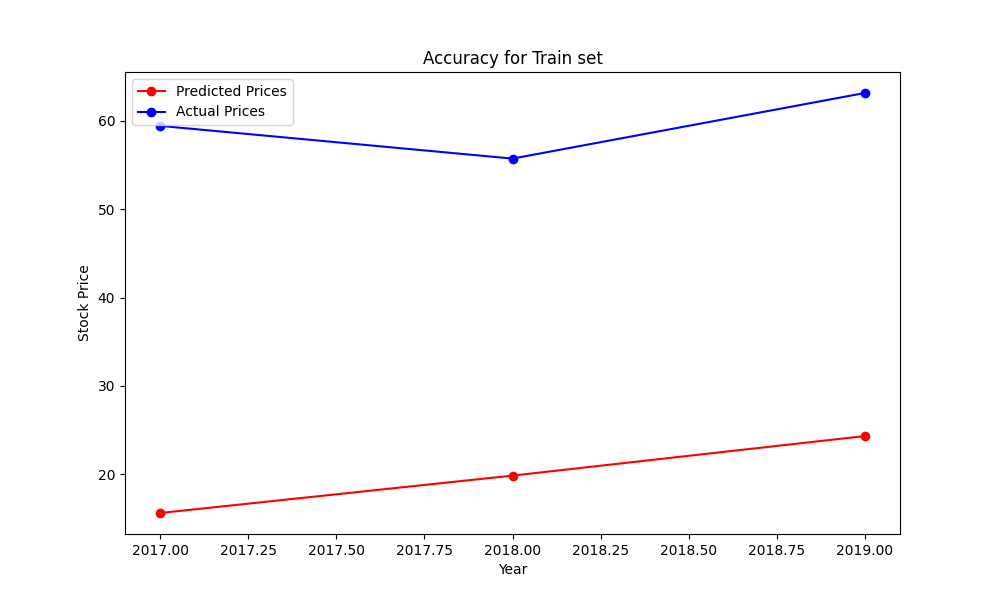 Accuracy for Train set
Predicted Prices
Actual Prices
60
50
40
30
20
Stock Price
2017.00 2017.25 2017.50 2017.75 2018.00 2018.25 2018.50 2018.75 2019.00
Year